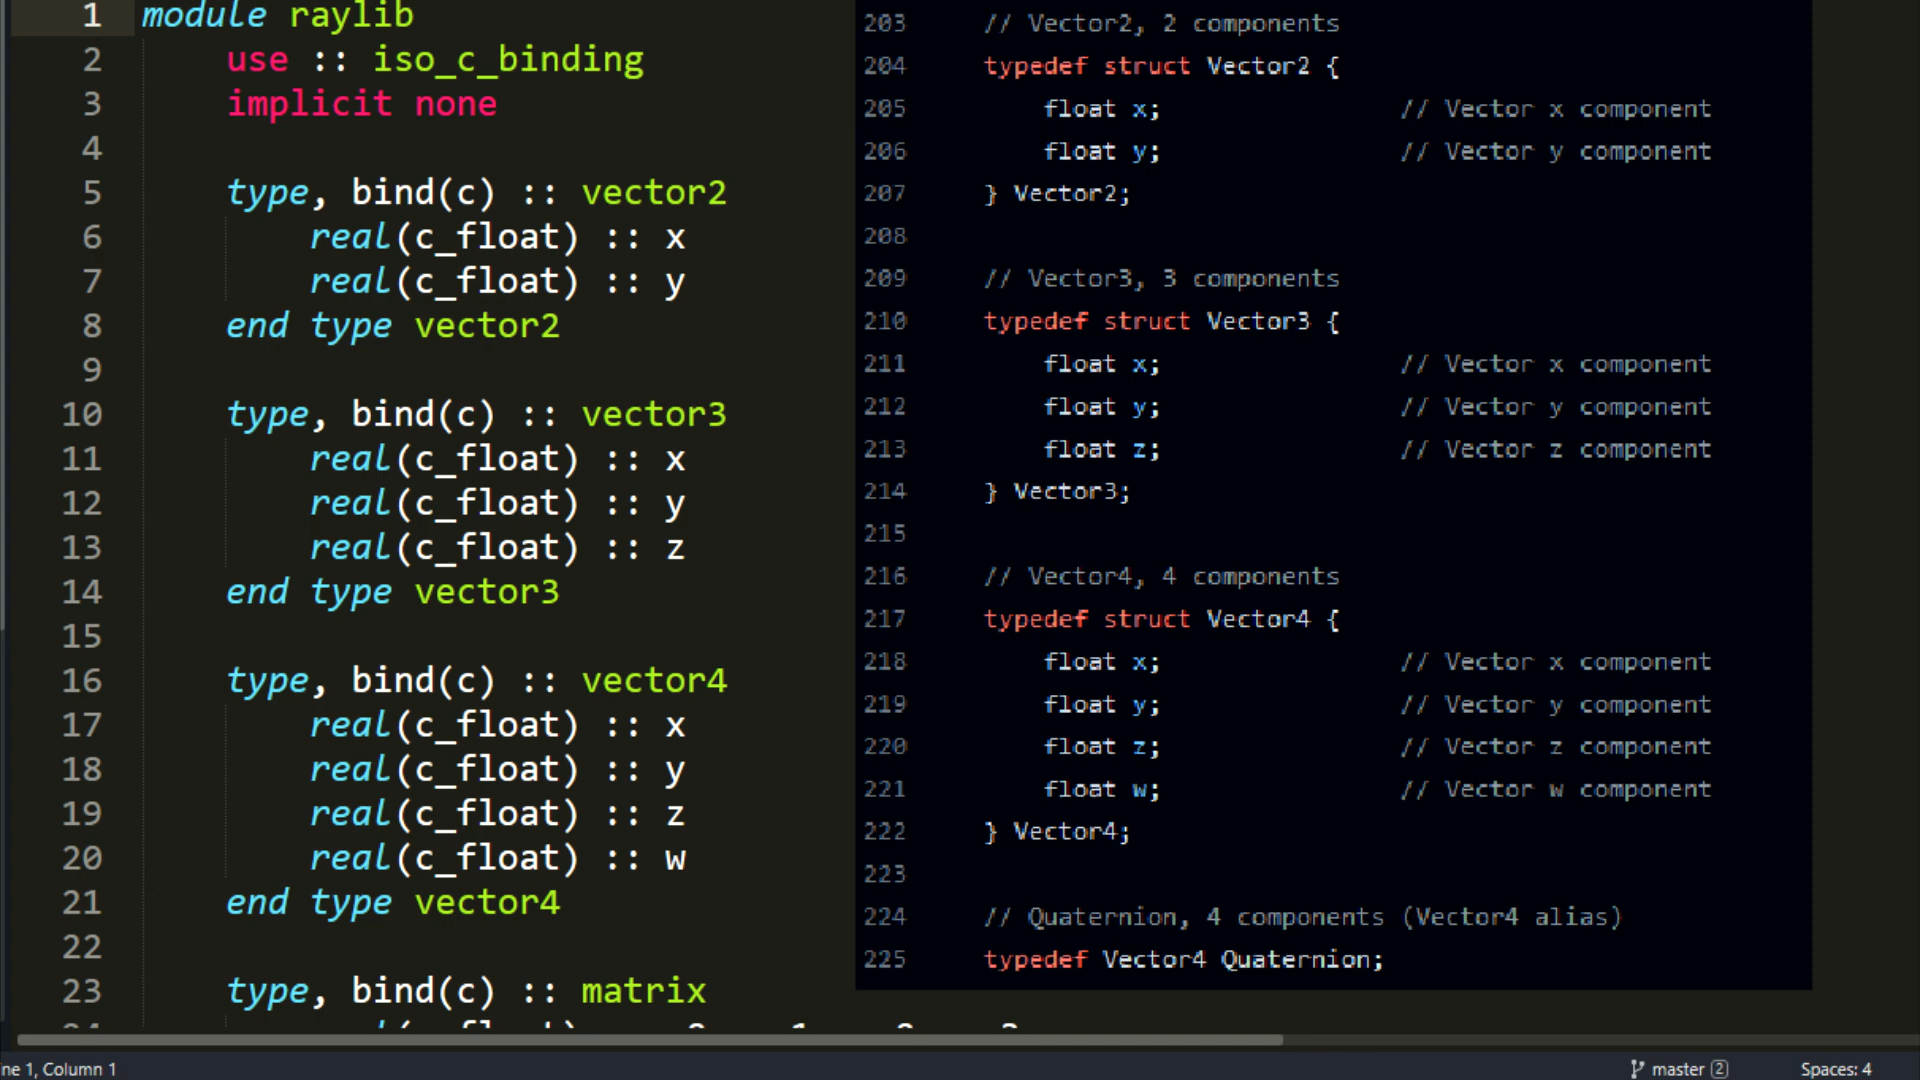 1 module raylib
2 use :: iso_c_binding
3 implicit none
4
5 type, bind(c) :: vector2
6 real(c_float) :: x
7 real(c_float) :: y
8 end type vector2
9
10 type, bind(c) :: vector3
11 real(c_float) :: x
12 real(c_float) :: y
13 real(c_float) :: z
14 end type vector3
15
16 type, bind(c) :: vector4
17 real(c_float) :: x
18 real(c_float) :: y
19 real(c_float) :: z
20 real(c_float) :: w
21 end type vector4
22
23 type, bind(c) :: matrix
203 // Vector2, 2 components
204 typedef struct Vector2 {
205 float x; // Vector x component
206 float y; // Vector y component
207 } Vector2;
208
209 // Vector3, 3 components
210 typedef struct Vector3 {
211 float x; // Vector x component
212 float y; // Vector y component
213 float z; // Vector z component
214 } Vector3;
215
216 // Vector4, 4 components
217 typedef struct Vector4 {
218 float x; // Vector x component
219 float y; // Vector y component
220 float z; // Vector z component
221 float w; // Vector w component
222 } Vector4;
223
224 // Quaternion, 4 components (Vector4 alias)
225 typedef Vector4 Quaternion;
ne 1, Column 1
master 2
Spaces: 4